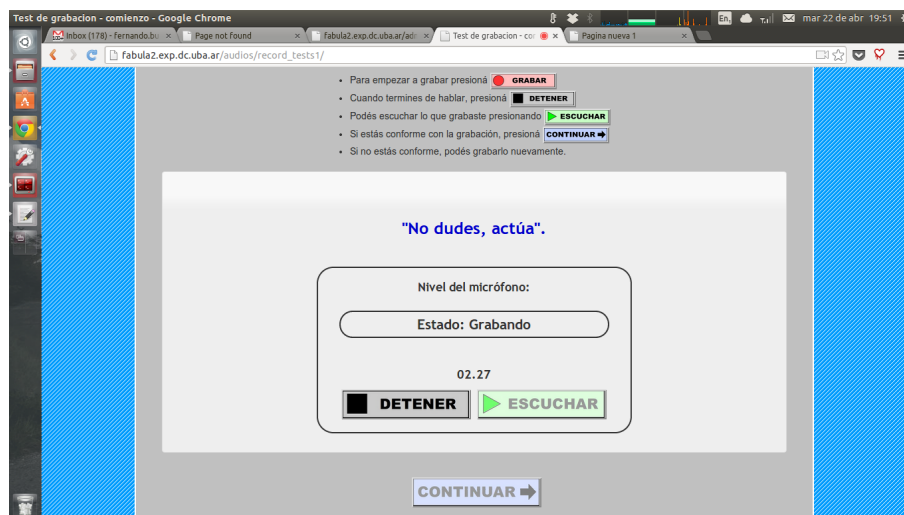 Test de grabacion - comienzo - Google Chrome
En
mar 22 de abr 19:51
Inbox (178) - fernando.bu
Page not found
fabula2.exp.dc.uba.ar/adm
Test de grabacion - co
Pagina nueva 1
fabula2.exp.dc.uba.ar/audios/record_tests1/
Para empezar a grabar presioná GRABAR
Cuando termines de hablar, presioná DETENER
Podés escuchar lo que grabaste presionando ESCUCHAR
Si estás conforme con la grabación, presioná CONTINUAR
Si no estás conforme, podés grabarlo nuevamente.
"No dudes, actúa".
Nivel del micrófono:
Estado: Grabando
02.27
DETENER ESCUCHAR
CONTINUAR